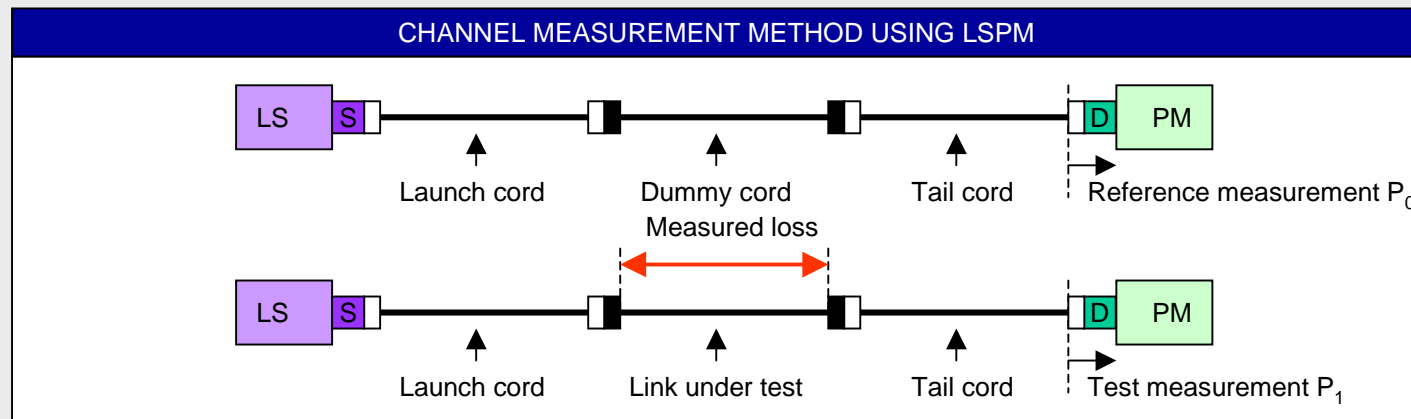 CHANNEL MEASUREMENT METHOD USING LSPM
LS S D PM
Launch cord Dummy cord Tail cord Reference measurement P0
Measured loss
LS S D PM
Launch cord Link under test Tail cord Test measurement P1